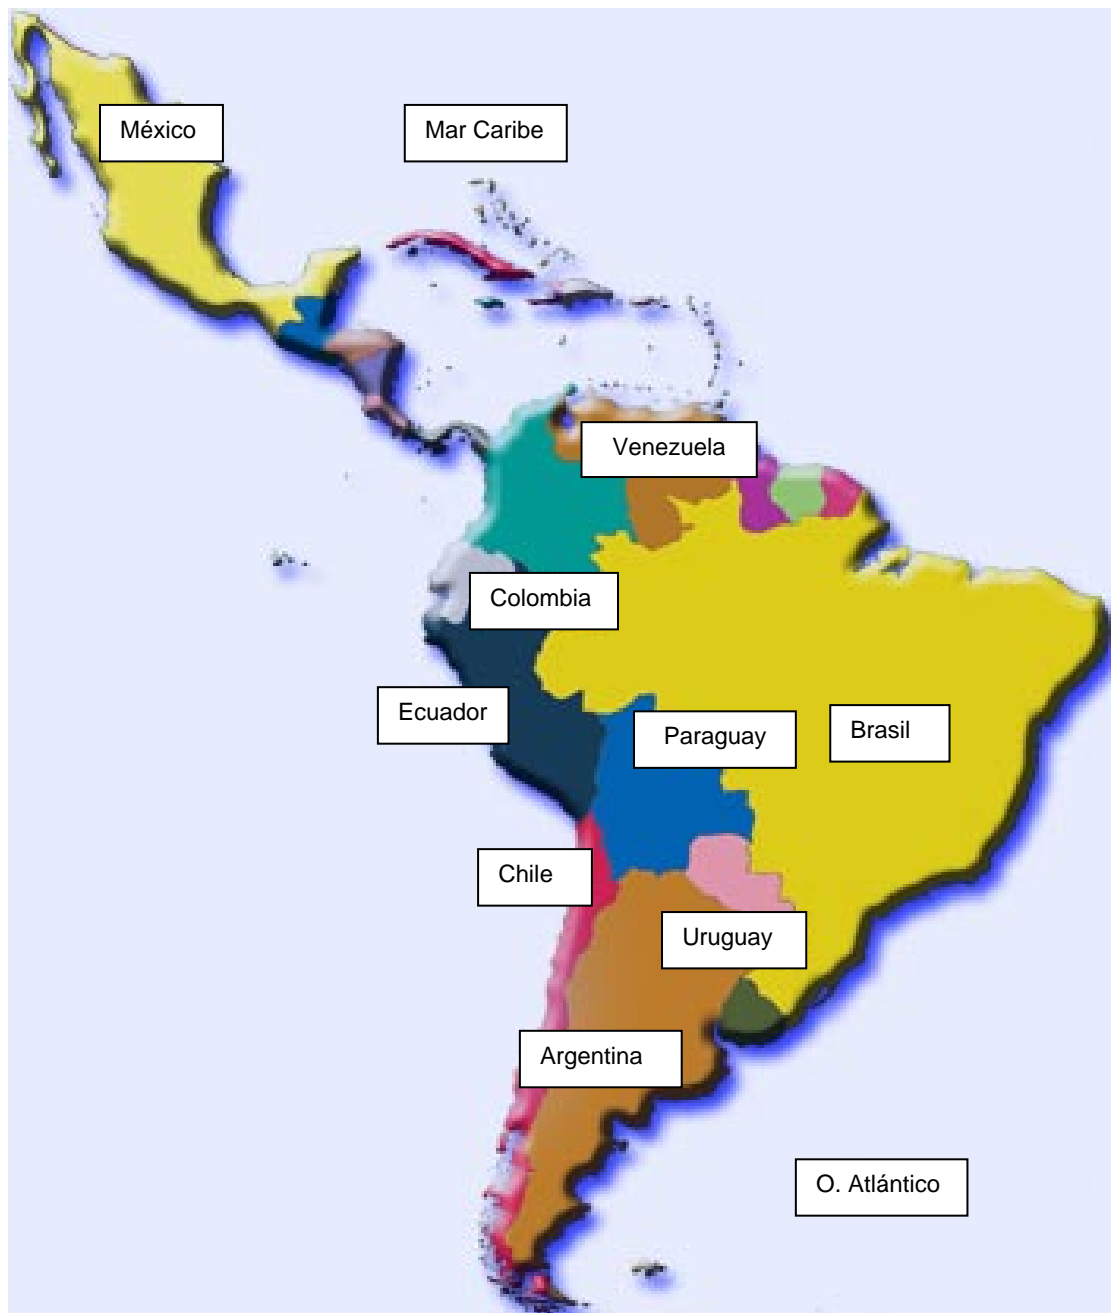 México
Mar Caribe
Venezuela
Colombia
Ecuador
Paraguay
Brasil
Chile
Uruguay
Argentina
O. Atlántico